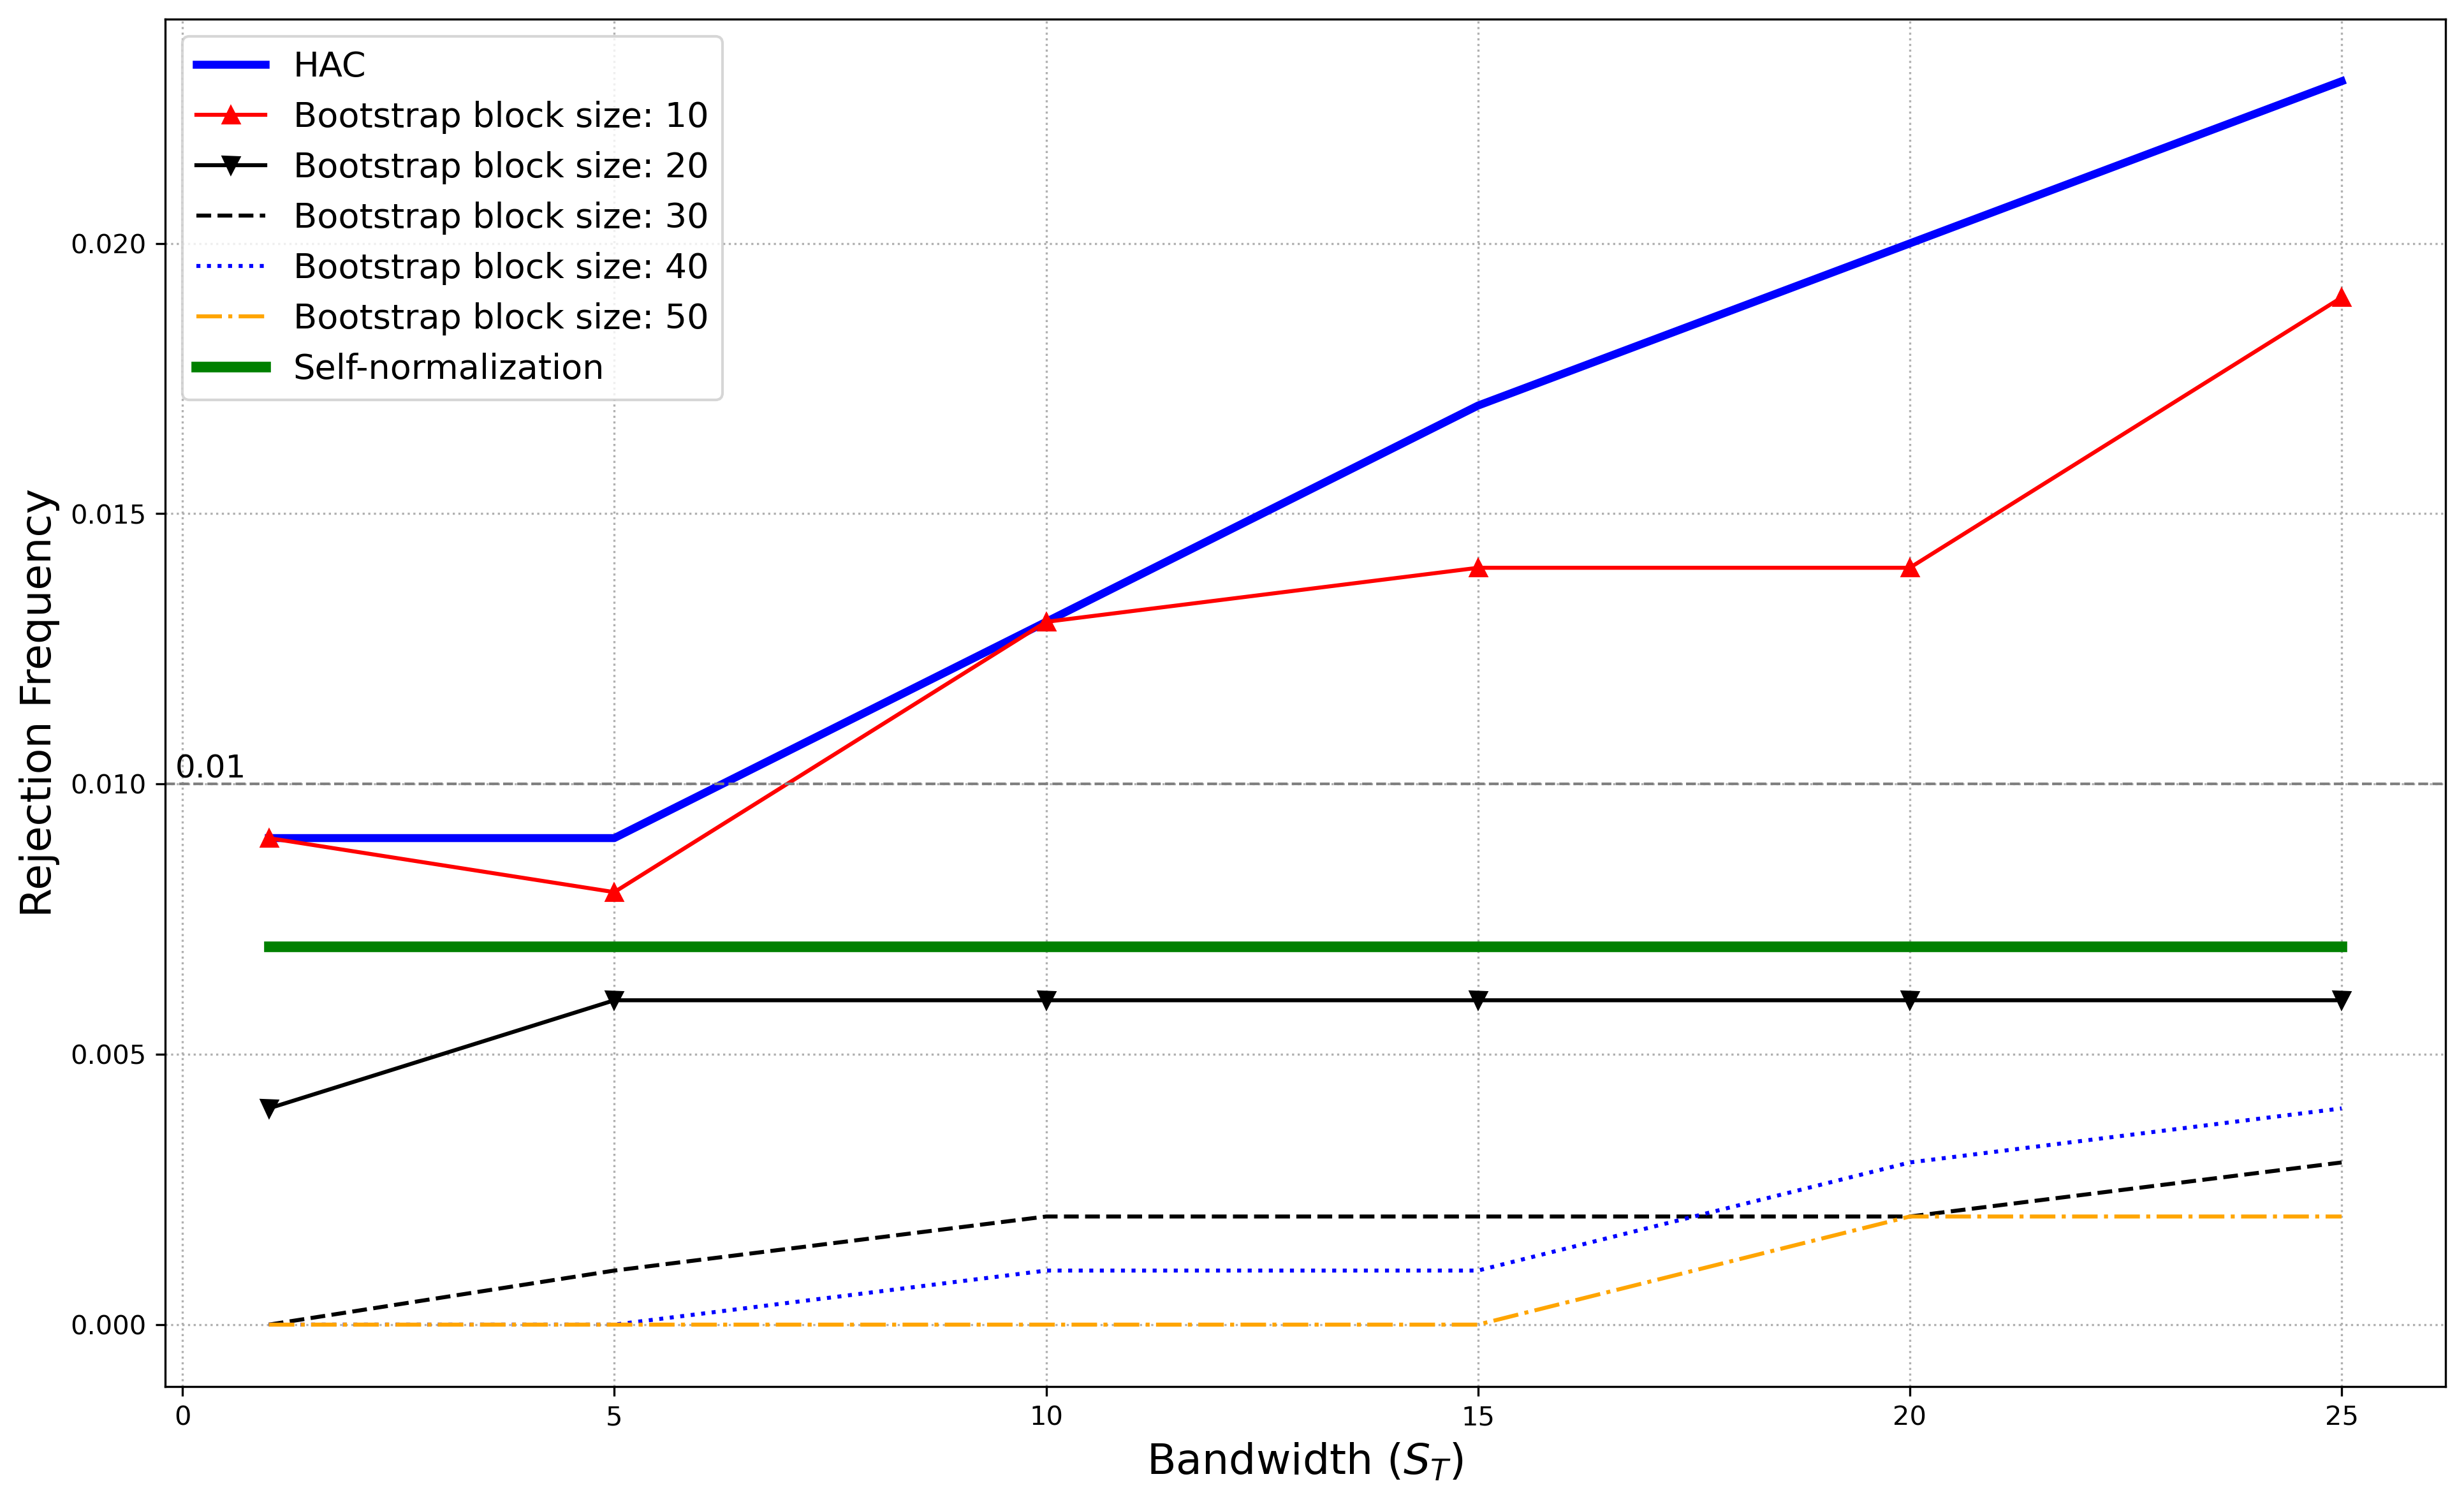 HAC
Bootstrap block size: 10
Bootstrap block size: 20
Bootstrap block size: 30
Bootstrap block size: 40
Bootstrap block size: 50
Self-normalization
0.020
0.015
0.010
0.005
0.000
0.01
Rejection Frequency
0 5 10 15 20 25
Bandwidth (S_T)